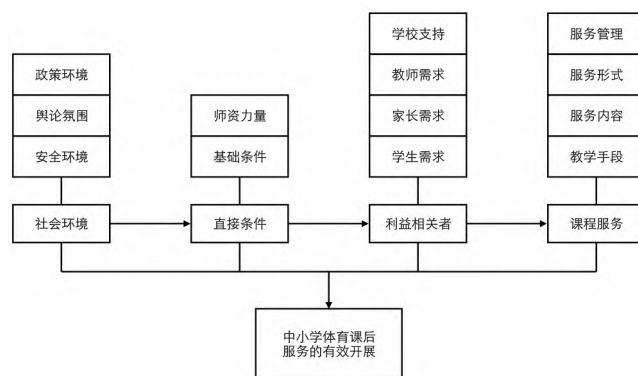 学校支持
服务管理
政策环境
教师需求
服务形式
舆论氛围
师资力量
家长需求
服务内容
安全环境
基础条件
学生需求
教学手段
社会环境
直接条件
利益相关者
课程服务
中小学体育课后
服务的有效开展